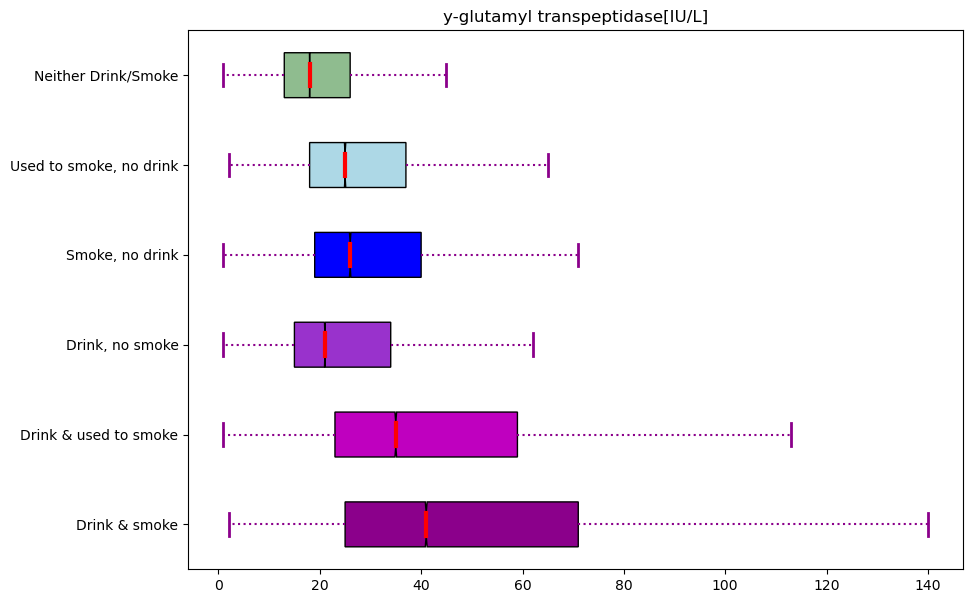 y-glutamyl transpeptidase[IU/L]
Neither Drink/Smoke
Used to smoke, no drink
Smoke, no drink
Drink, no smoke
Drink & used to smoke
Drink & smoke
0 20 40 60 80 100 120 140